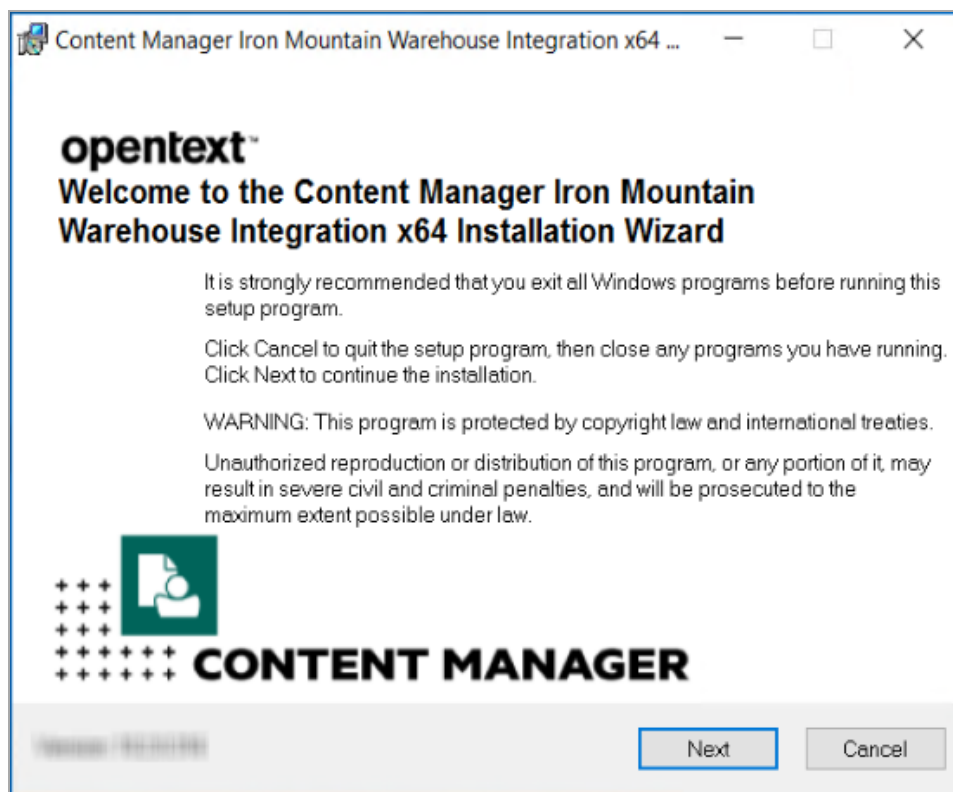 Content Manager Iron Mountain Warehouse Integration x64 ...
opentext™
Welcome to the Content Manager Iron Mountain
Warehouse Integration x64 Installation Wizard
It is strongly recommended that you exit all Windows programs before running this
setup program.
Click Cancel to quit the setup program, then close any programs you have running.
Click Next to continue the installation.
WARNING: This program is protected by copyright law and international treaties.
Unauthorized reproduction or distribution of this program, or any portion of it, may
result in severe civil and criminal penalties, and will be prosecuted to the
maximum extent possible under law.
CONTENT MANAGER
Next
Cancel